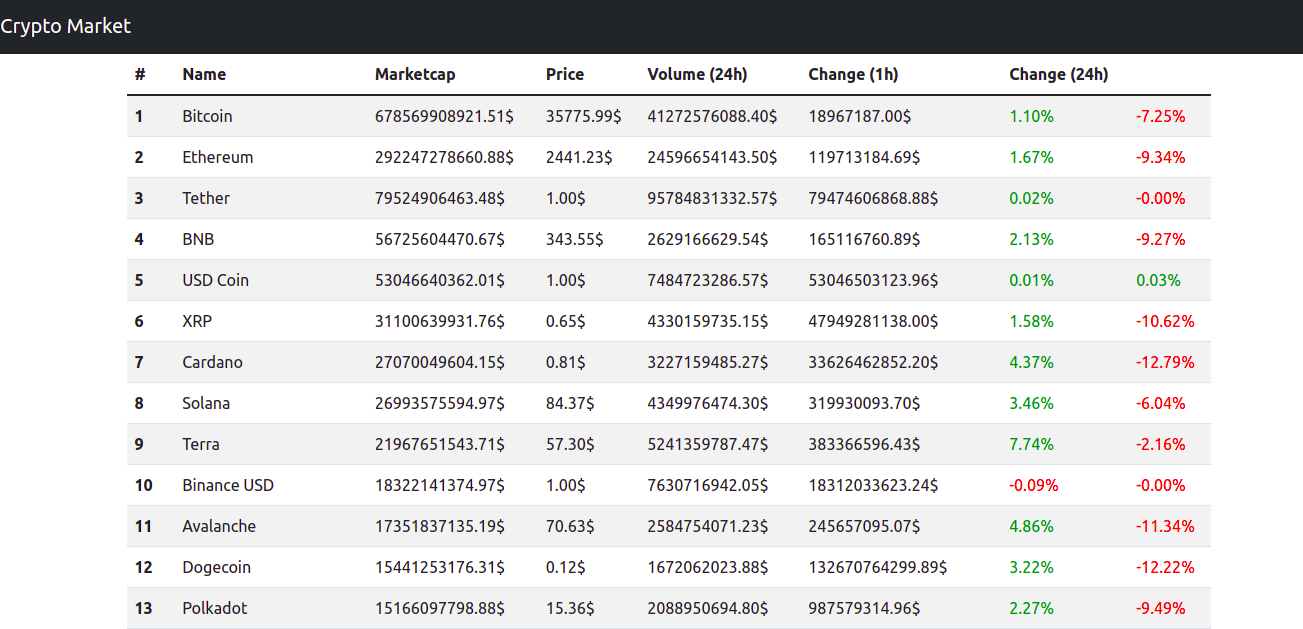 Crypto Market
# Name Marketcap Price Volume (24h) Change (1h) Change (24h)
1 Bitcoin 678569908921.51$ 35775.99$ 41272576088.40$ 18967187.00$ 1.10% -7.25%
2 Ethereum 292247278660.88$ 2441.23$ 24596654143.50$ 119713184.69$ 1.67% -9.34%
3 Tether 79524906463.48$ 1.00$ 95784831332.57$ 79474606868.88$ 0.02% -0.00%
4 BNB 56725604470.67$ 343.55$ 2629166629.54$ 165116760.89$ 2.13% -9.27%
5 USD Coin 53046640362.01$ 1.00$ 7484723286.57$ 53046503123.96$ 0.01% 0.03%
6 XRP 31100639931.76$ 0.65$ 4330159735.15$ 47949281138.00$ 1.58% -10.62%
7 Cardano 27070049604.15$ 0.81$ 3227159485.27$ 33626462852.20$ 4.37% -12.79%
8 Solana 26993575594.97$ 84.37$ 4349976474.30$ 319930093.70$ 3.46% -6.04%
9 Terra 21967651543.71$ 57.30$ 5241359787.47$ 383366596.43$ 7.74% -2.16%
10 Binance USD 18322141374.97$ 1.00$ 7630716942.05$ 18312033623.24$ -0.09% -0.00%
11 Avalanche 17351837135.19$ 70.63$ 2584754071.23$ 245657095.07$ 4.86% -11.34%
12 Dogecoin 15441253176.31$ 0.12$ 1672062023.88$ 132670764299.89$ 3.22% -12.22%
13 Polkadot 15166097798.88$ 15.36$ 2088950694.80$ 987579314.96$ 2.27% -9.49%